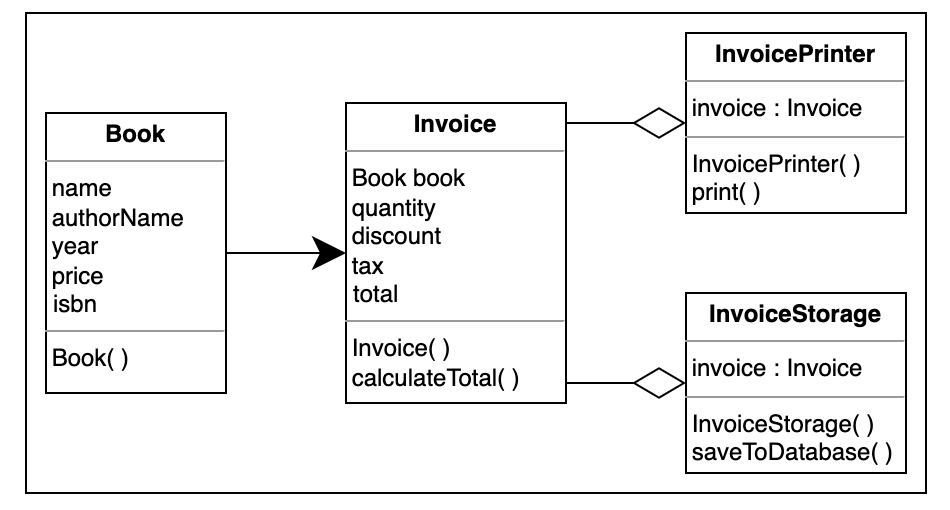 Book
name
authorName
year
price
isbn
Book( )
Invoice
Book book
quantity
discount
tax
total
Invoice( )
calculateTotal( )
InvoicePrinter
invoice : Invoice
InvoicePrinter( )
print( )
InvoiceStorage
invoice : Invoice
InvoiceStorage( )
saveToDatabase( )